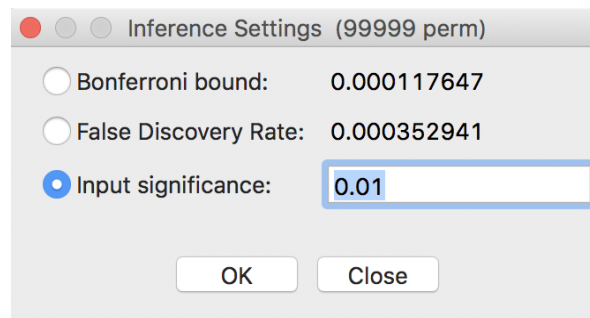 Inference Settings (99999 perm)
Bonferroni bound: 0.000117647
False Discovery Rate: 0.000352941
Input significance: 0.01
OK Close